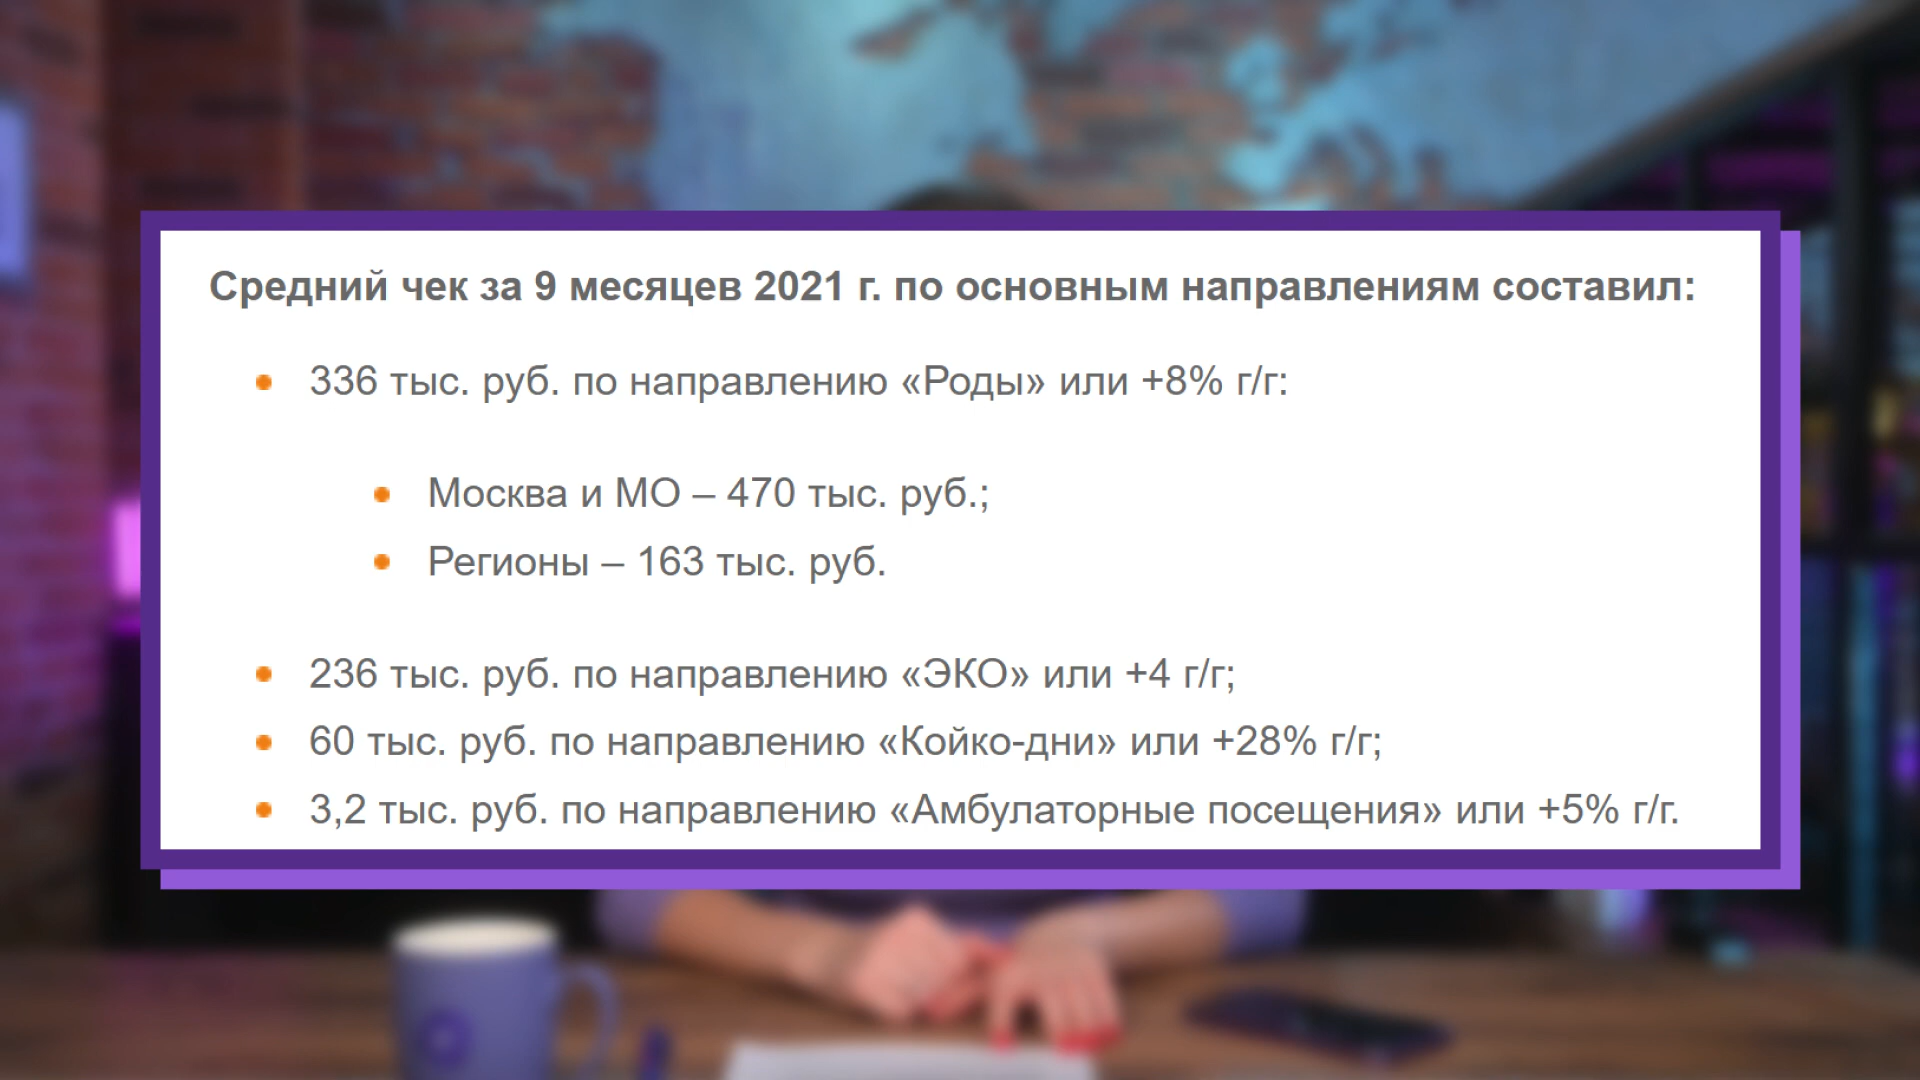 Средний чек за 9 месяцев 2021 г. по основным направлениям составил:
336 тыс. руб. по направлению «Роды» или +8% г/г:
Москва и МО – 470 тыс. руб.;
Регионы – 163 тыс. руб.
236 тыс. руб. по направлению «ЭКО» или +4 г/г;
60 тыс. руб. по направлению «Койко-дни» или +28% г/г;
3,2 тыс. руб. по направлению «Амбулаторные посещения» или +5% г/г.